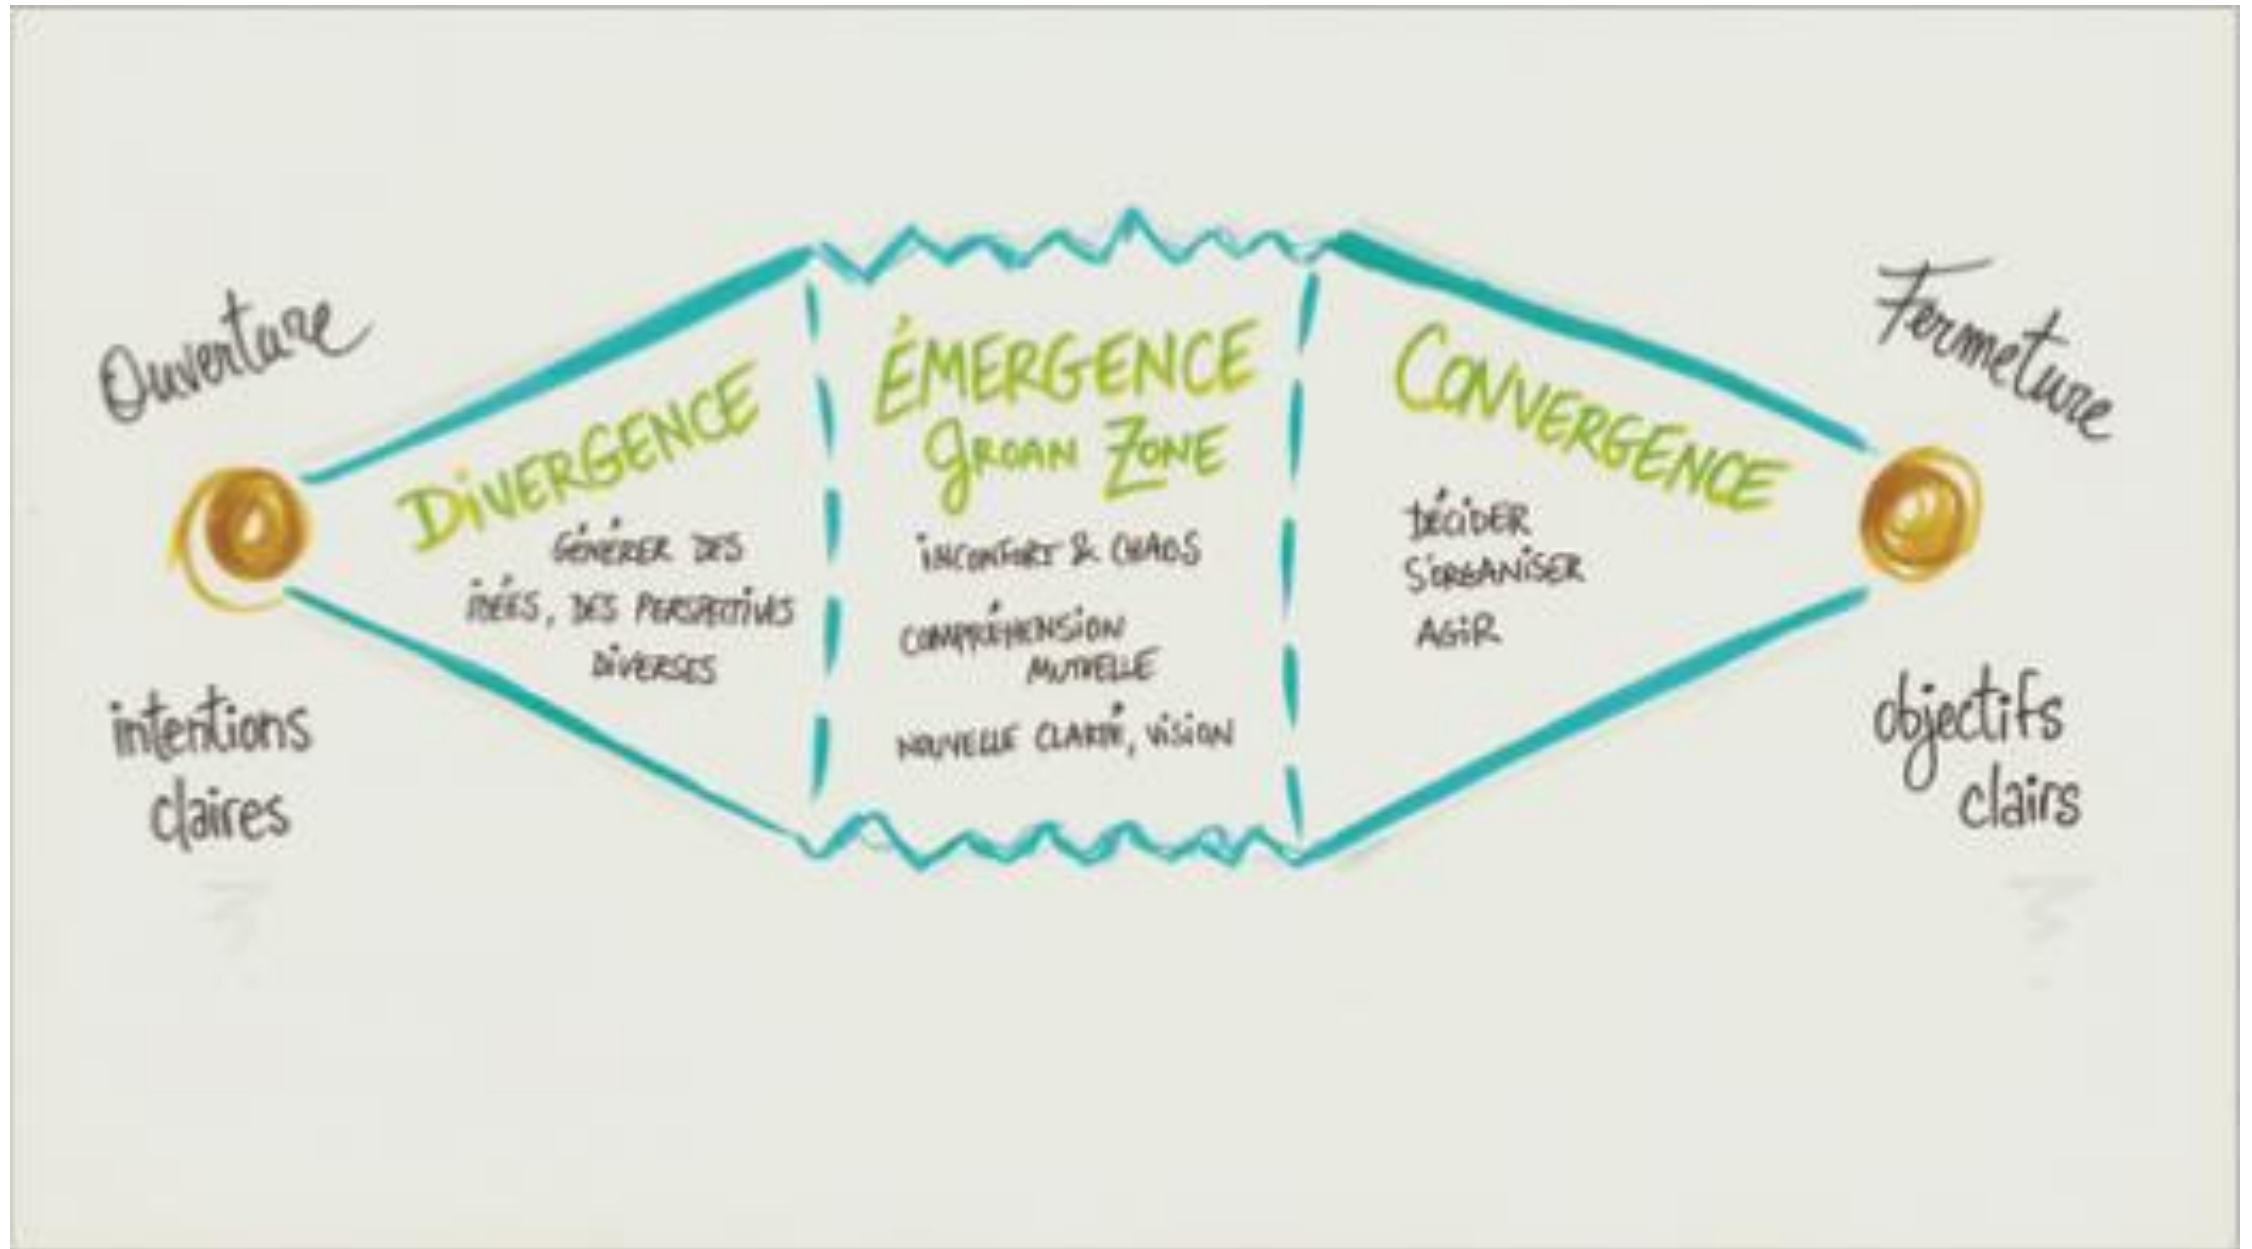 Ouverture
intentions
claires
DiVERGENCE
GÉNÉRER DES
iDÉES, DES PERSPECTIVES
DiVERSES
ÉMERGENCE
GROAN ZONE
iNCONFORT & CHAOS
COMPRÉHENSiON
MUTUELLE
NOUVELLE CLARTÉ, ViSiON
CONVERGENCE
DÉCiDER
S'ORGANiSER
AGiR
Fermeture
objectifs
clairs